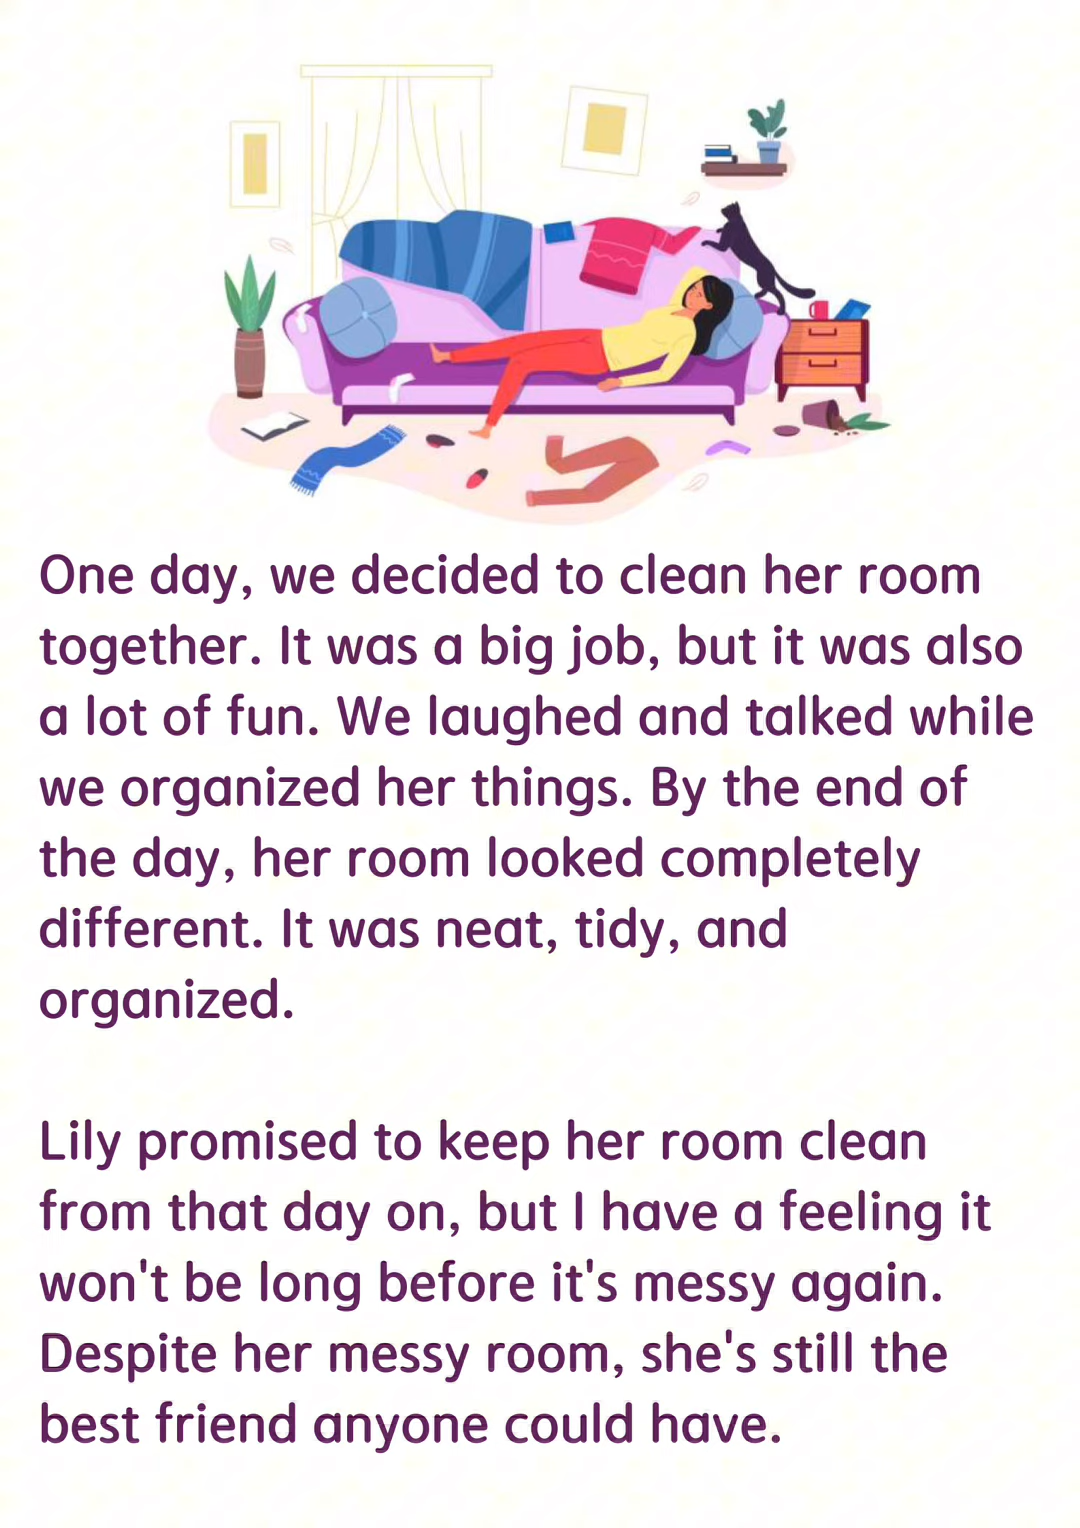 One day, we decided to clean her room
together. It was a big job, but it was also
a lot of fun. We laughed and talked while
we organized her things. By the end of
the day, her room looked completely
different. It was neat, tidy, and
organized.
Lily promised to keep her room clean
from that day on, but I have a feeling it
won't be long before it's messy again.
Despite her messy room, she's still the
best friend anyone could have.